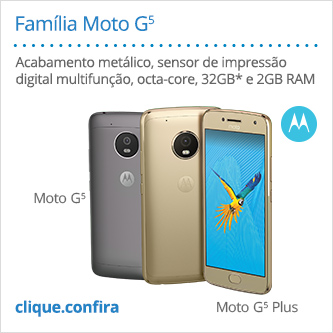 Família Moto G⁵
Acabamento metálico, sensor de impressão
digital multifunção, octa-core, 32GB* e 2GB RAM
Moto G⁵
Moto G⁵ Plus
clique.confira